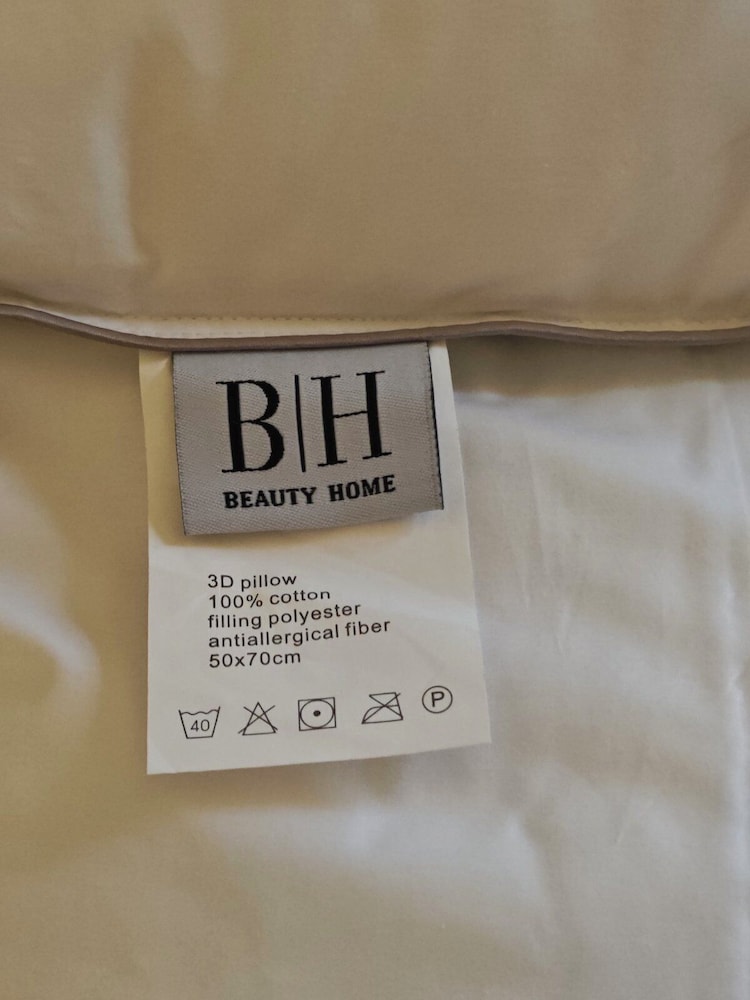 B|H
BEAUTY HOME
3D pillow
100% cotton
filling polyester
antiallergical fiber
50x70cm
40
P